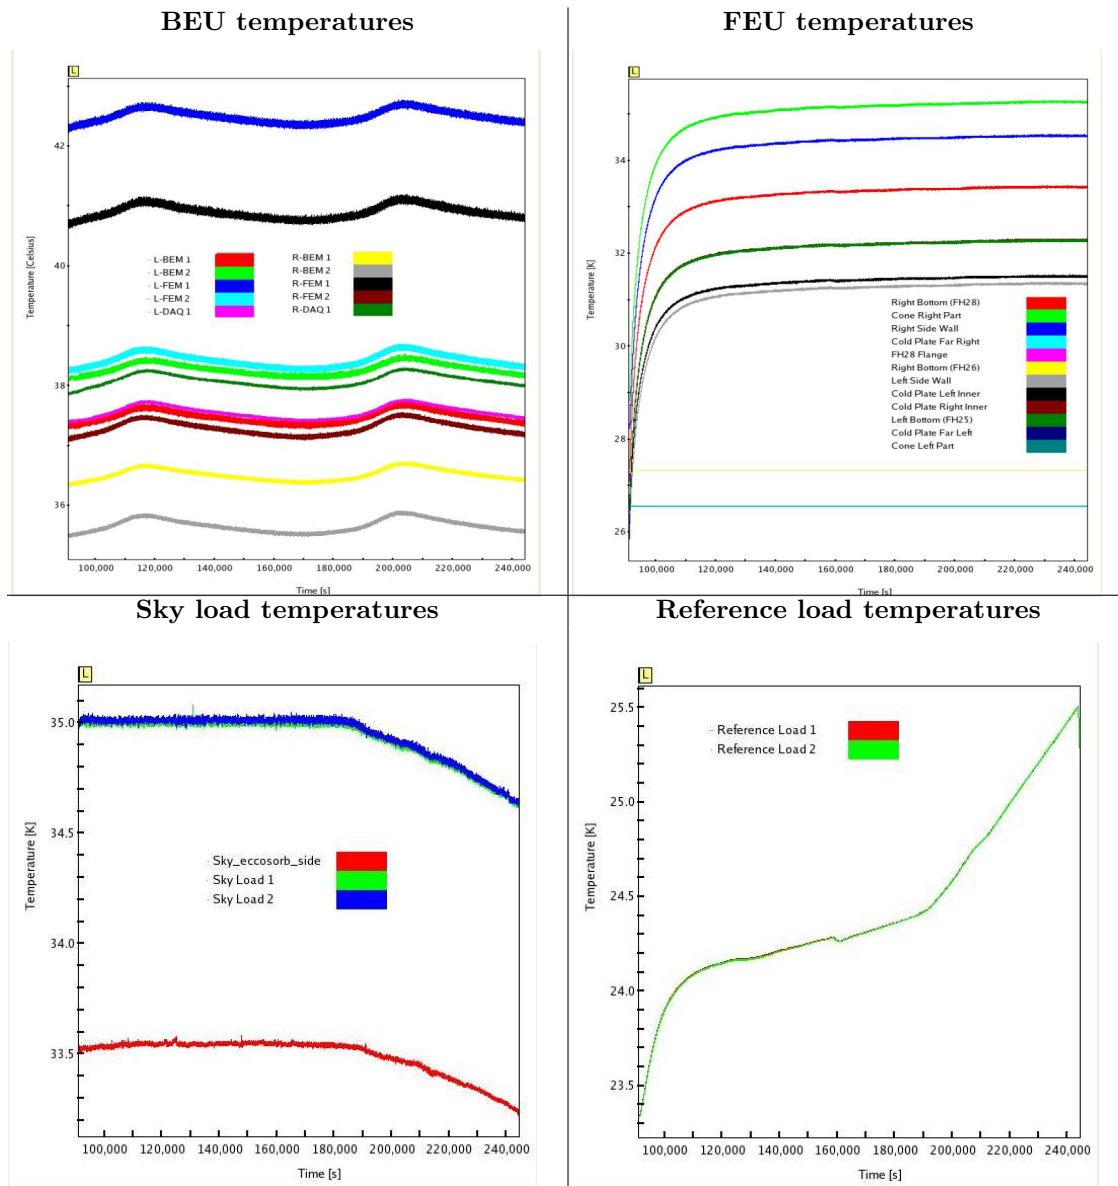 BEU temperatures
L
42
40
38
36
Temperature [Celsius]
L-BEM 1
L-BEM 2
L-FEM 1
L-FEM 2
L-DAQ 1
R-BEM 1
R-BEM 2
R-FEM 1
R-FEM 2
R-DAQ 1
100,000 120,000 140,000 160,000 180,000 200,000 220,000 240,000
Time [s]
FEU temperatures
L
34
32
30
28
26
Temperature [K]
Right Bottom (FH28)
Cone Right Part
Right Side Wall
Cold Plate Far Right
FH28 Flange
Right Bottom (FH26)
Left Side Wall
Cold Plate Left Inner
Cold Plate Right Inner
Left Bottom (FH25)
Cold Plate Far Left
Cone Left Part
100,000 120,000 140,000 160,000 180,000 200,000 220,000 240,000
Time [s]
Sky load temperatures
L
35.0
34.5
34.0
33.5
Temperature [K]
Sky_eccosorb_side
Sky Load 1
Sky Load 2
100,000 120,000 140,000 160,000 180,000 200,000 220,000 240,000
Time [s]
Reference load temperatures
L
25.5
25.0
24.5
24.0
23.5
Temperature [K]
Reference Load 1
Reference Load 2
100,000 120,000 140,000 160,000 180,000 200,000 220,000 240,000
Time [s]